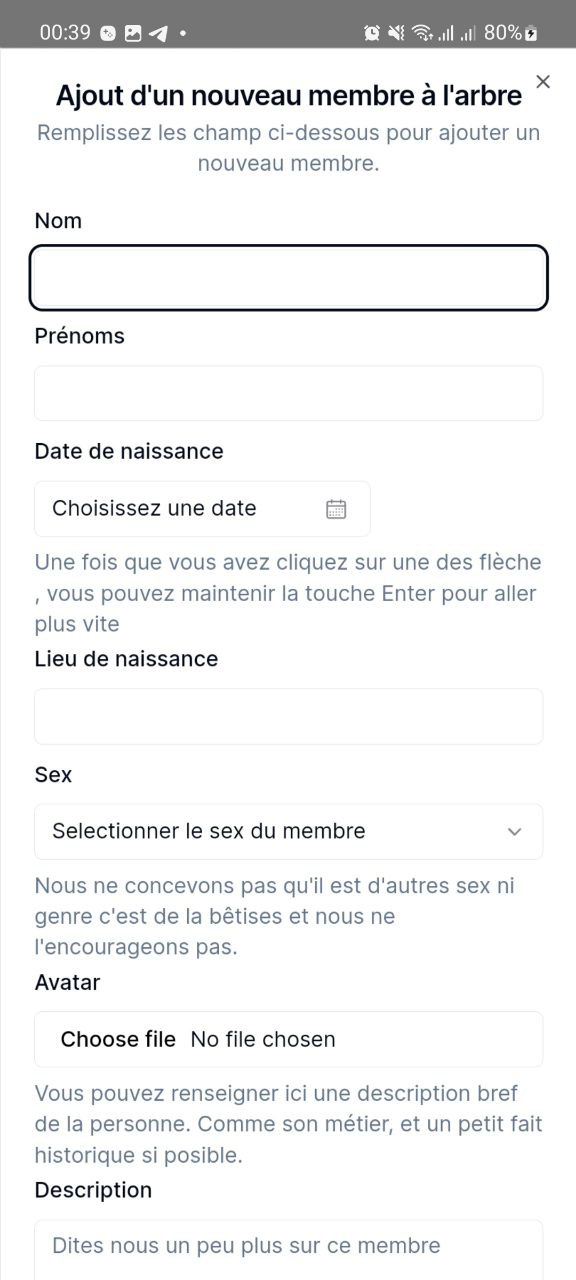 00:39
80%
Ajout d'un nouveau membre à l'arbre
Remplissez les champ ci-dessous pour ajouter un
nouveau membre.
Nom
Prénoms
Date de naissance
Choisissez une date
Une fois que vous avez cliquez sur une des flèche
, vous pouvez maintenir la touche Enter pour aller
plus vite
Lieu de naissance
Sex
Selectionner le sex du membre
Nous ne concevons pas qu'il est d'autres sex ni
genre c'est de la bêtises et nous ne
l'encourageons pas.
Avatar
Choose file No file chosen
Vous pouvez renseigner ici une description bref
de la personne. Comme son métier, et un petit fait
historique si posible.
Description
Dites nous un peu plus sur ce membre